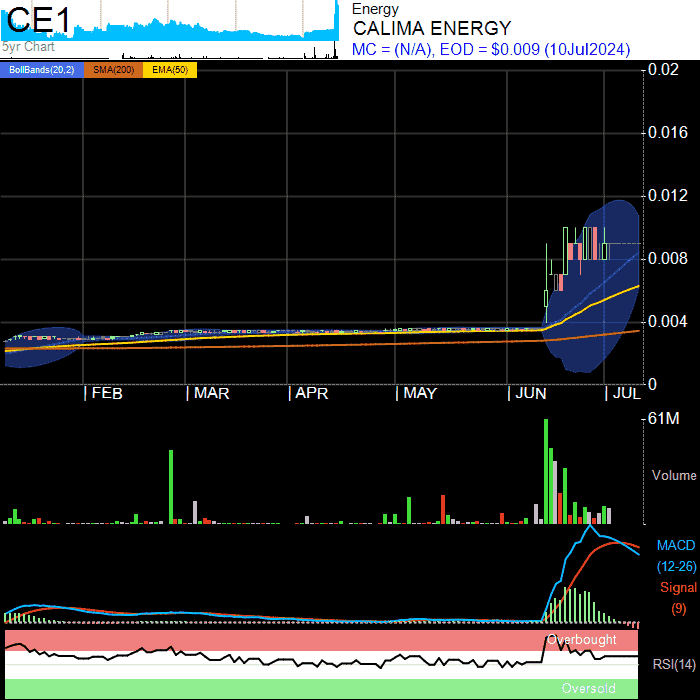 CE1
5yr Chart
Energy
CALIMA ENERGY
MC = (N/A), EOD = $0.009 (10Jul2024)
BollBands(20,2) SMA(200) EMA(50)
0.02
0.016
0.012
0.008
0.004
0
FEB MAR APR MAY JUN JUL
61M
Volume
MACD
(12-26)
Signal
(9)
Overbought
RSI(14)
Oversold